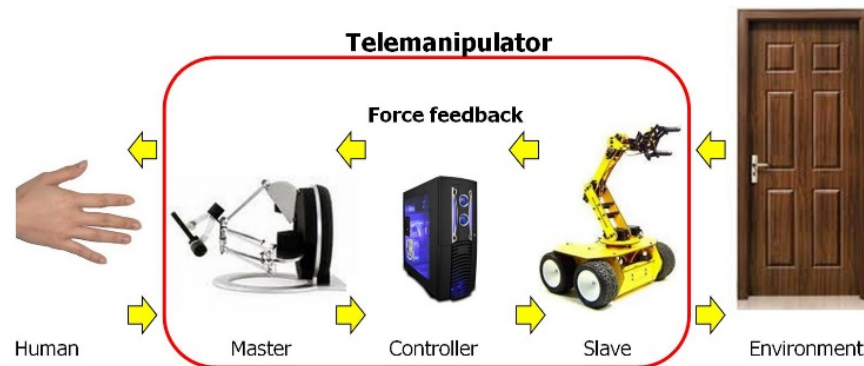 Telemanipulator
Force feedback
Human Master Controller Slave Environment